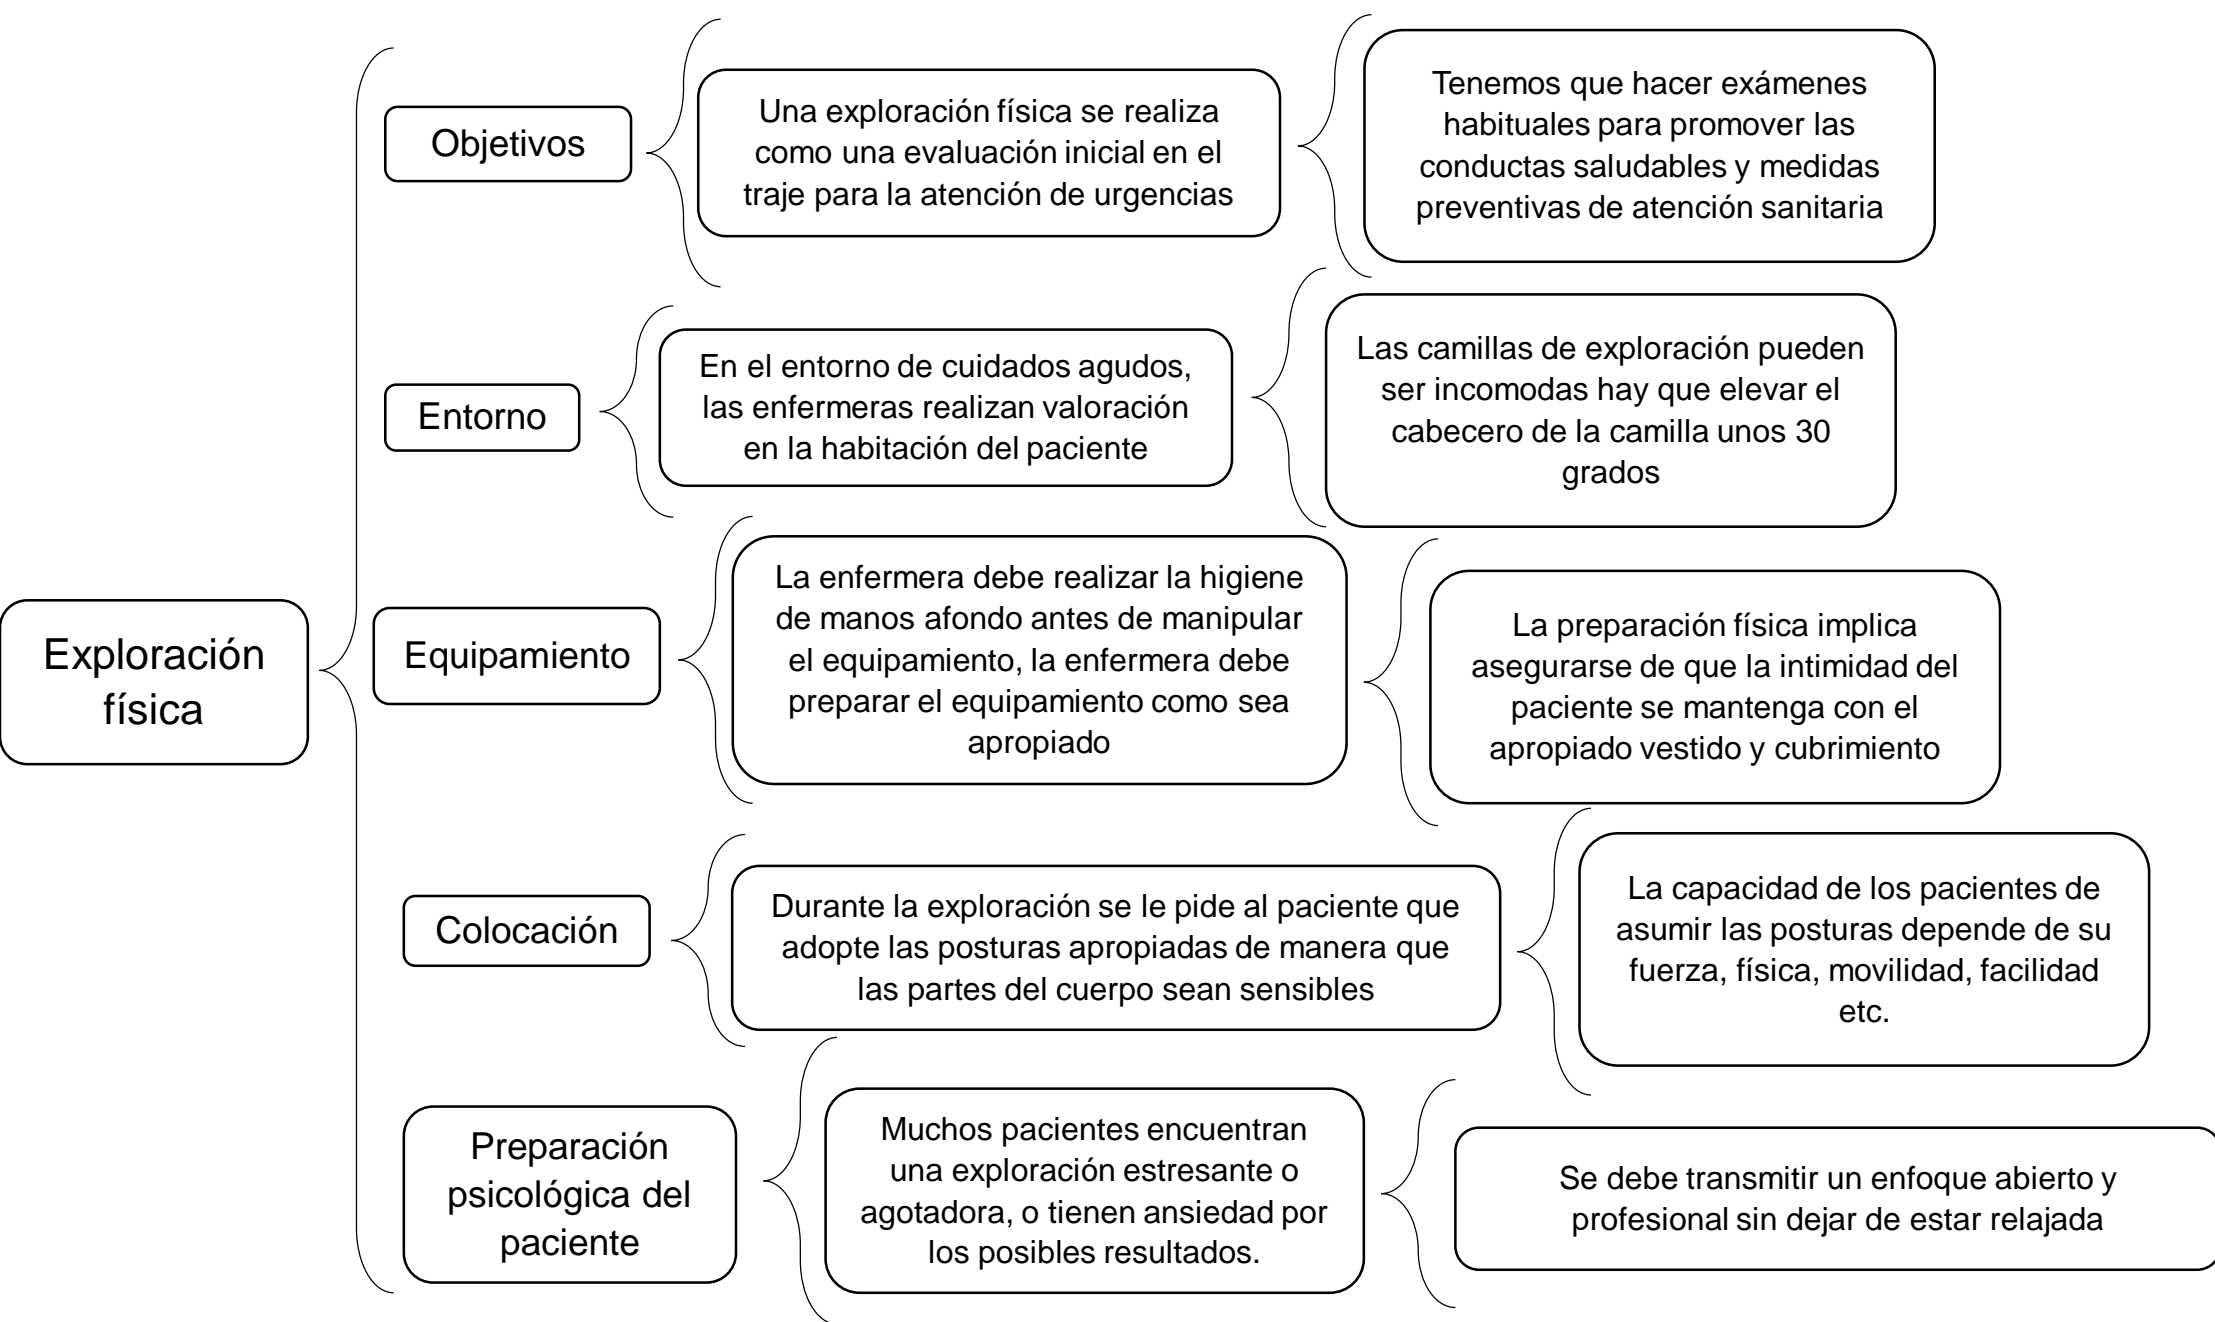 Exploración
física
Objetivos
Una exploración física se realiza
como una evaluación inicial en el
traje para la atención de urgencias
Tenemos que hacer exámenes
habituales para promover las
conductas saludables y medidas
preventivas de atención sanitaria
Entorno
En el entorno de cuidados agudos,
las enfermeras realizan valoración
en la habitación del paciente
Las camillas de exploración pueden
ser incomodas hay que elevar el
cabecero de la camilla unos 30
grados
Equipamiento
La enfermera debe realizar la higiene
de manos afondo antes de manipular
el equipamiento, la enfermera debe
preparar el equipamiento como sea
apropiado
La preparación física implica
asegurarse de que la intimidad del
paciente se mantenga con el
apropiado vestido y cubrimiento
Colocación
Durante la exploración se le pide al paciente que
adopte las posturas apropiadas de manera que
las partes del cuerpo sean sensibles
La capacidad de los pacientes de
asumir las posturas depende de su
fuerza, física, movilidad, facilidad
etc.
Preparación
psicológica del
paciente
Muchos pacientes encuentran
una exploración estresante o
agotadora, o tienen ansiedad por
los posibles resultados.
Se debe transmitir un enfoque abierto y
profesional sin dejar de estar relajada